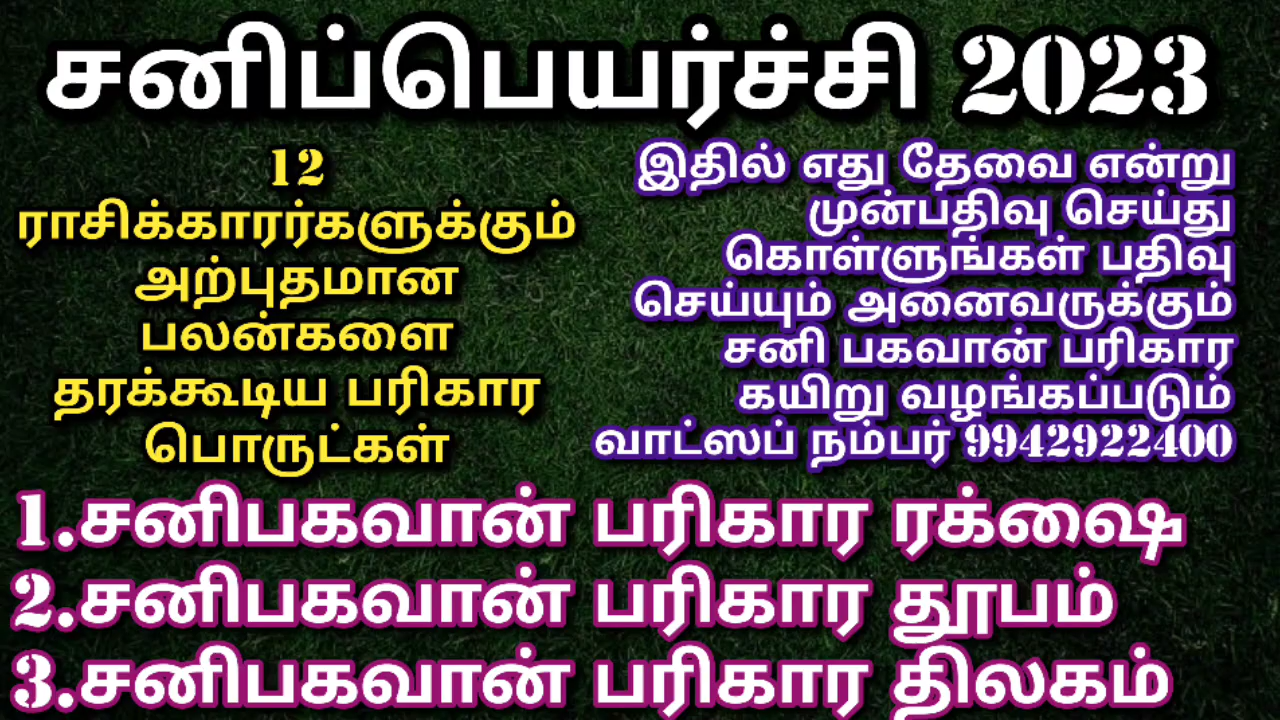 சனிப்பெயர்ச்சி 2023
12
ராசிக்காரர்களுக்கும்
அற்புதமான
பலன்களை
தரக்கூடிய பரிகார
பொருட்கள்
இதில் எது தேவை என்று
முன்பதிவு செய்து
கொள்ளுங்கள் பதிவு
செய்யும் அனைவருக்கும்
சனி பகவான் பரிகார
கயிறு வழங்கப்படும்
வாட்ஸப் நம்பர் 9942922400
1.சனிபகவான் பரிகார ரக்ஷை
2.சனிபகவான் பரிகார தூபம்
3.சனிபகவான் பரிகார திலகம்